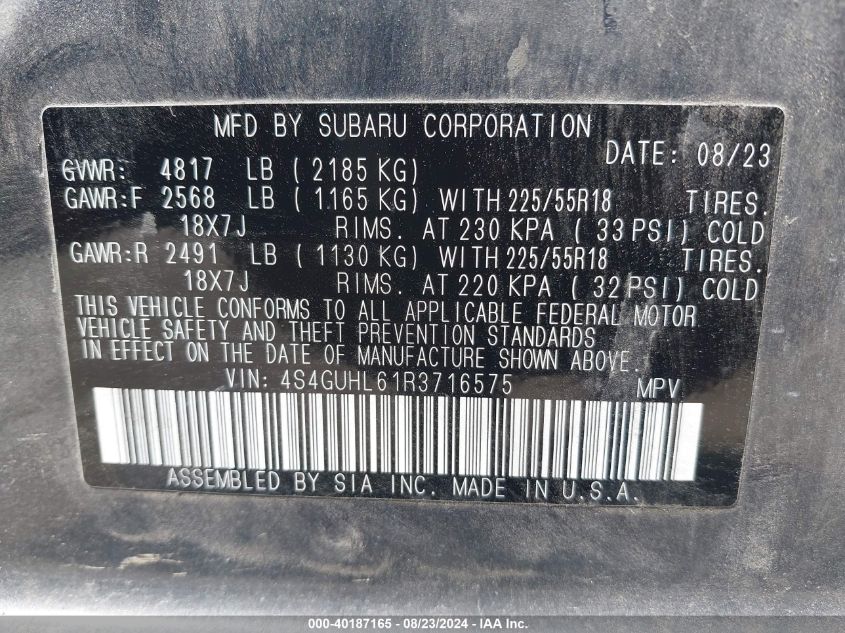 MFD BY SUBARU CORPORATION
DATE: 08/23
GVWR: 4817 LB ( 2185 KG)
GAWR:F 2568 LB ( 1165 KG) WITH 225/55R18 TIRES.
18X7J RIMS. AT 230 KPA ( 33 PSI) COLD
GAWR:R 2491 LB ( 1130 KG) WITH 225/55R18 TIRES.
18X7J RIMS. AT 220 KPA ( 32 PSI) COLD
THIS VEHICLE CONFORMS TO ALL APPLICABLE FEDERAL MOTOR
VEHICLE SAFETY AND THEFT PREVENTION STANDARDS
IN EFFECT ON THE DATE OF MANUFACTURE SHOWN ABOVE.
VIN: 4S4GUHL61R3716575 MPV
ASSEMBLED BY SIA INC. MADE IN U.S.A.
000-40187165 - 08/23/2024 - IAA Inc.